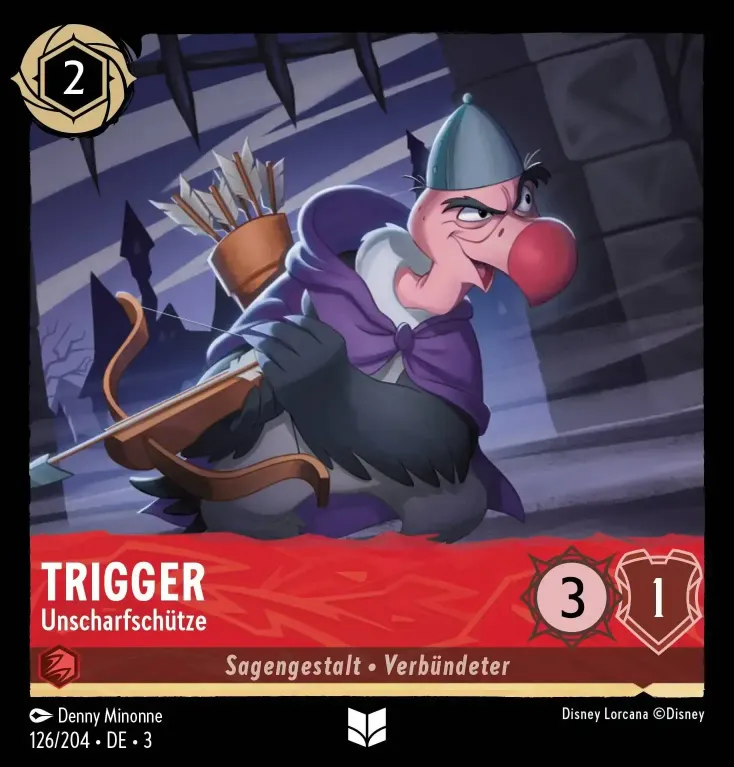 2
TRIGGER
Unscharfschütze
3
1
Sagengestalt • Verbündeter
Denny Minonne
Disney Lorcana ©Disney
126/204 • DE • 3